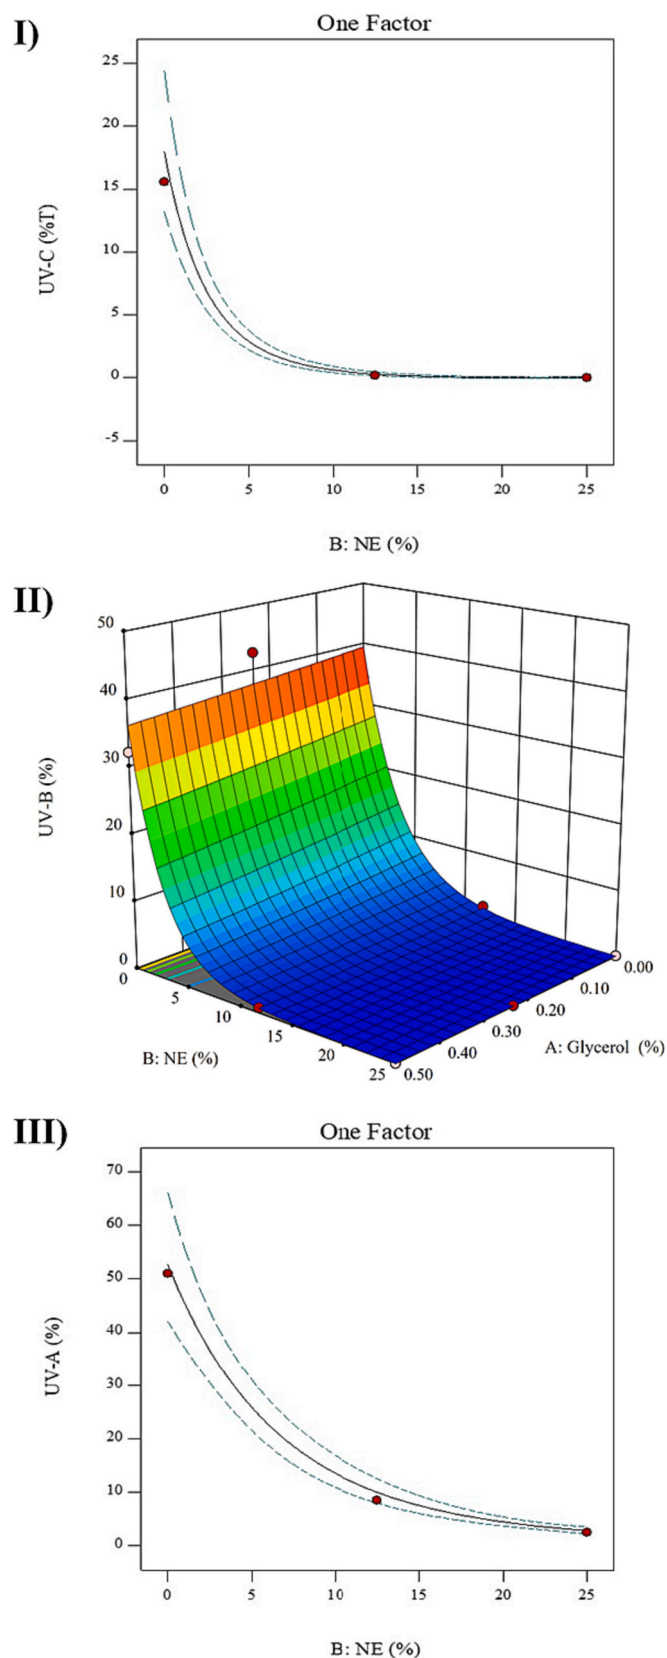 I)
One Factor
25
20
15
10
5
0
-5
UV-C (%T)
0 5 10 15 20 25
B: NE (%)
II)
50
40
30
20
10
0
UV-B (%)
0
5
10
15
20
25
B: NE (%)
0.50
0.40
0.30
0.20
0.10
0.00
A: Glycerol (%)
III)
One Factor
70
60
50
40
30
20
10
0
UV-A (%)
0 5 10 15 20 25
B: NE (%)